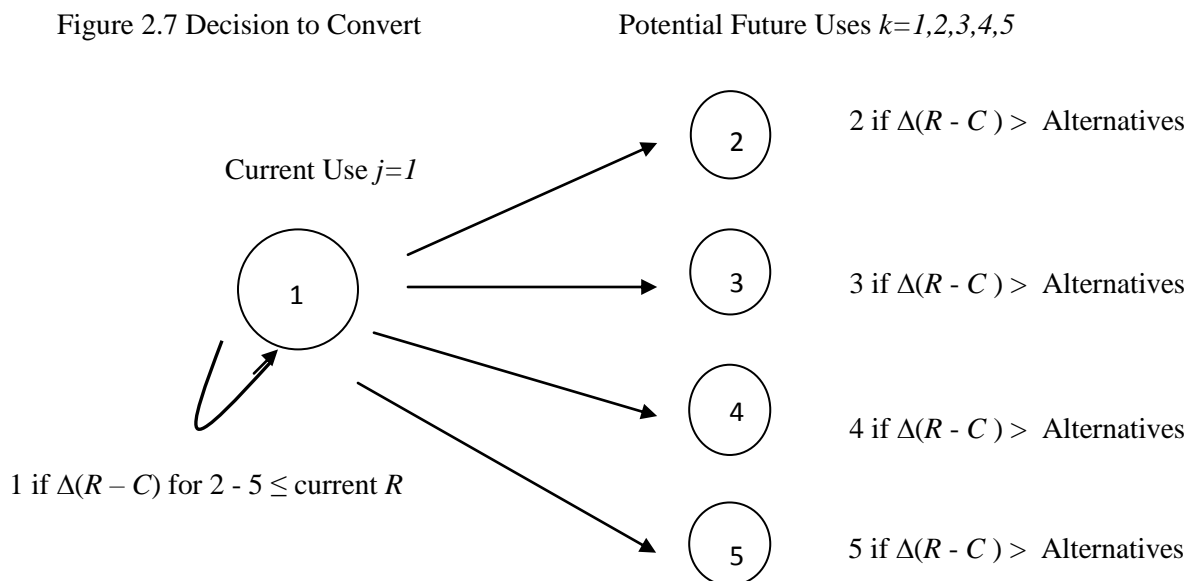 Figure 2.7 Decision to Convert
Potential Future Uses k=1,2,3,4,5
2
2 if Δ(R - C ) > Alternatives
Current Use j=1
1
3
3 if Δ(R - C ) > Alternatives
4
4 if Δ(R - C ) > Alternatives
1 if Δ(R – C) for 2 - 5 ≤ current R
5
5 if Δ(R - C ) > Alternatives